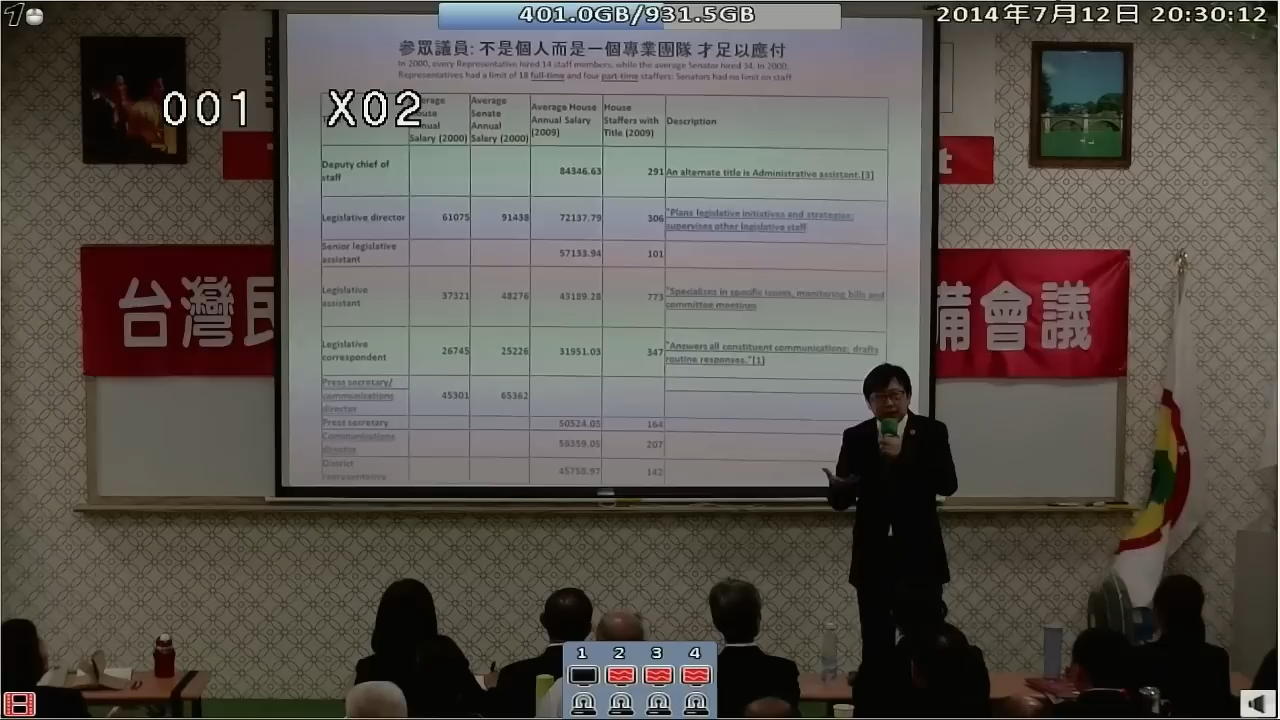 401.0GB/931.5GB
2014年7月12日 20:30:12
001 X02
參眾議員: 不是個人而是一個專業團隊 才足以應付
In 2000, every Representative hired 14 staff members, while the average Senator hired 34. In 2000,
Representatives had a limit of 18 full-time and four part-time staffers; Senators had no limit on staff
Average House Annual Salary (2009)
House Staffers with Title (2009)
Average Senate Annual Salary (2000)
Annual Salary (2000)
Description
Deputy chief of staff 84346.63 291 An alternate title is Administrative assistant.[3]
Legislative director 61075 91438 72137.79 306 "Plans legislative initiatives and strategies; supervises other legislative staff
Senior legislative assistant 57133.94 101
Legislative assistant 37321 48276 43189.28 773 "Specializes in specific issues, monitoring bills and committee meetings
Legislative correspondent 26745 25226 31951.03 347 "Answers all constituent communications; drafts routine responses."[1]
Press secretary/ communications director 45301 65362
Press secretary 50524.05 164
Communications director 59359.05 207
District representative 45758.97 142
台灣民
備會議
t
1 2 3 4